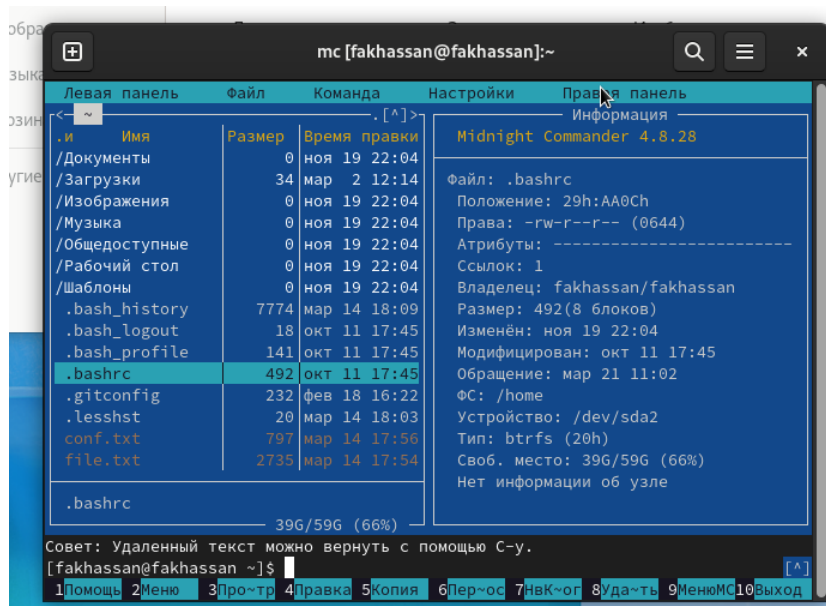 mc [fakhassan@fakhassan]:~
Левая панель Файл Команда Настройки Правая панель
<- ~ .[^]>
.и Имя Размер Время правки
/Документы 0 ноя 19 22:04
/Загрузки 34 мар 2 12:14
/Изображения 0 ноя 19 22:04
/Музыка 0 ноя 19 22:04
/Общедоступные 0 ноя 19 22:04
/Рабочий стол 0 ноя 19 22:04
/Шаблоны 0 ноя 19 22:04
.bash_history 7774 мар 14 18:09
.bash_logout 18 окт 11 17:45
.bash_profile 141 окт 11 17:45
.bashrc 492 окт 11 17:45
.gitconfig 232 фев 18 16:22
.lesshst 20 мар 14 18:03
conf.txt 797 мар 14 17:56
file.txt 2735 мар 14 17:54
.bashrc
39G/59G (66%)
Информация
Midnight Commander 4.8.28
Файл: .bashrc
Положение: 29h:AA0Ch
Права: -rw-r--r-- (0644)
Атрибуты: -------------------------
Ссылок: 1
Владелец: fakhassan/fakhassan
Размер: 492(8 блоков)
Изменён: ноя 19 22:04
Модифицирован: окт 11 17:45
Обращение: мар 21 11:02
ФС: /home
Устройство: /dev/sda2
Тип: btrfs (20h)
Своб. место: 39G/59G (66%)
Нет информации об узле
Совет: Удаленный текст можно вернуть с помощью C-y.
[fakhassan@fakhassan ~]$ [^]
1Помощь 2Меню 3Про~тр 4Правка 5Копия 6Пер~ос 7НвК~ог 8Уда~ть 9МенюMC 10Выход